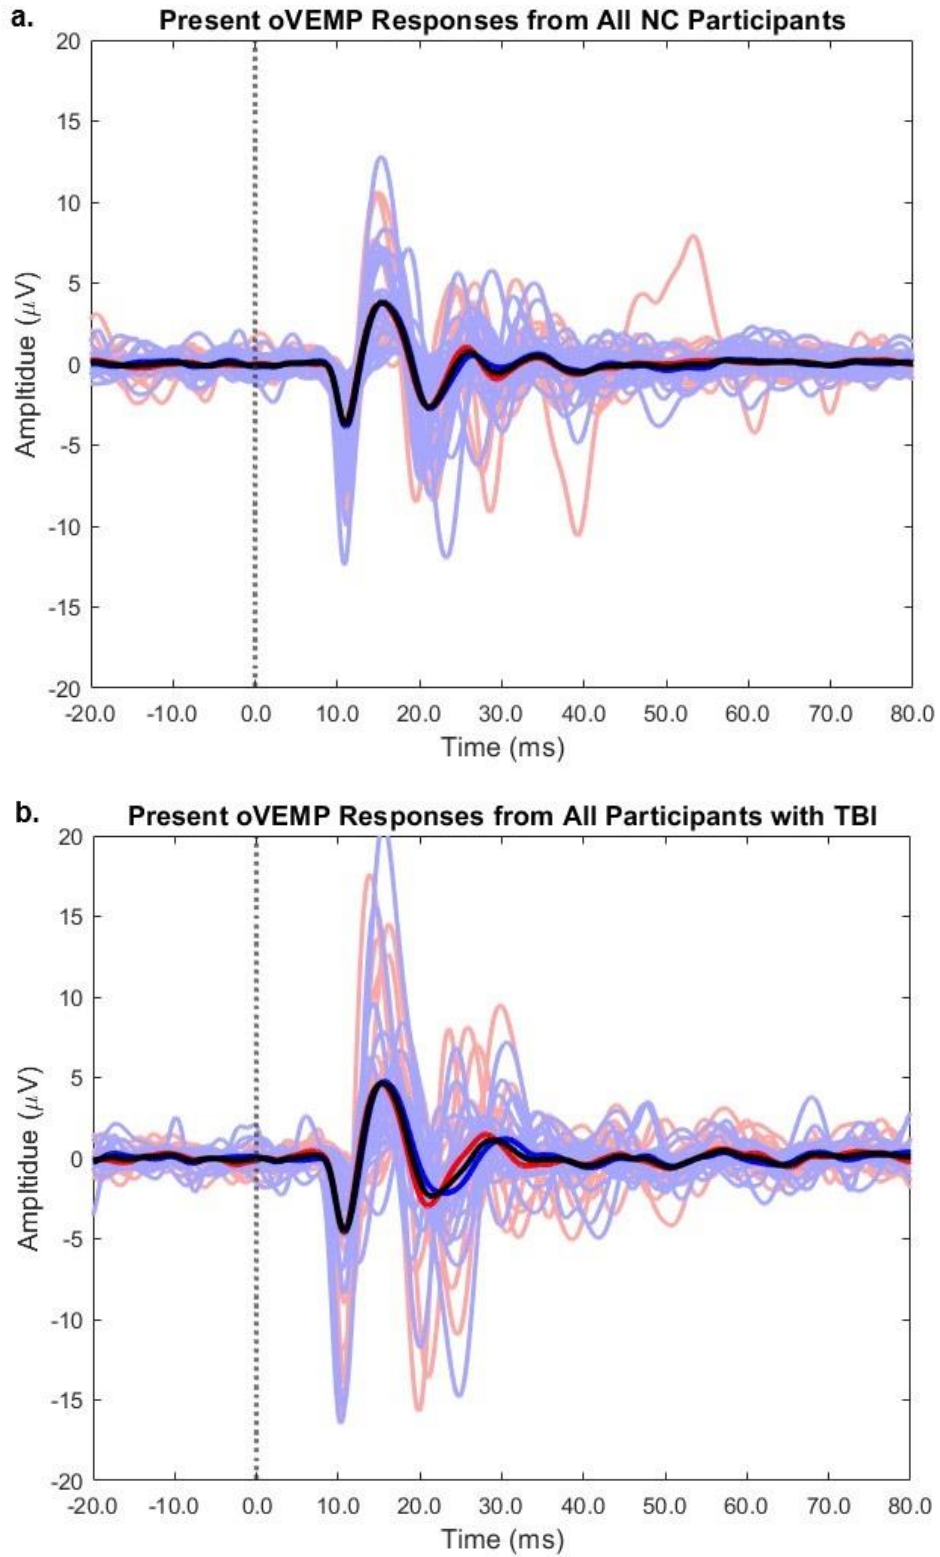 a. Present oVEMP Responses from All NC Participants
20
15
10
5
0
-5
-10
-15
-20
Ampltidue (μV)
-20.0 -10.0 0.0 10.0 20.0 30.0 40.0 50.0 60.0 70.0 80.0
Time (ms)
b. Present oVEMP Responses from All Participants with TBI
20
15
10
5
0
-5
-10
-15
-20
Ampltidue (μV)
-20.0 -10.0 0.0 10.0 20.0 30.0 40.0 50.0 60.0 70.0 80.0
Time (ms)